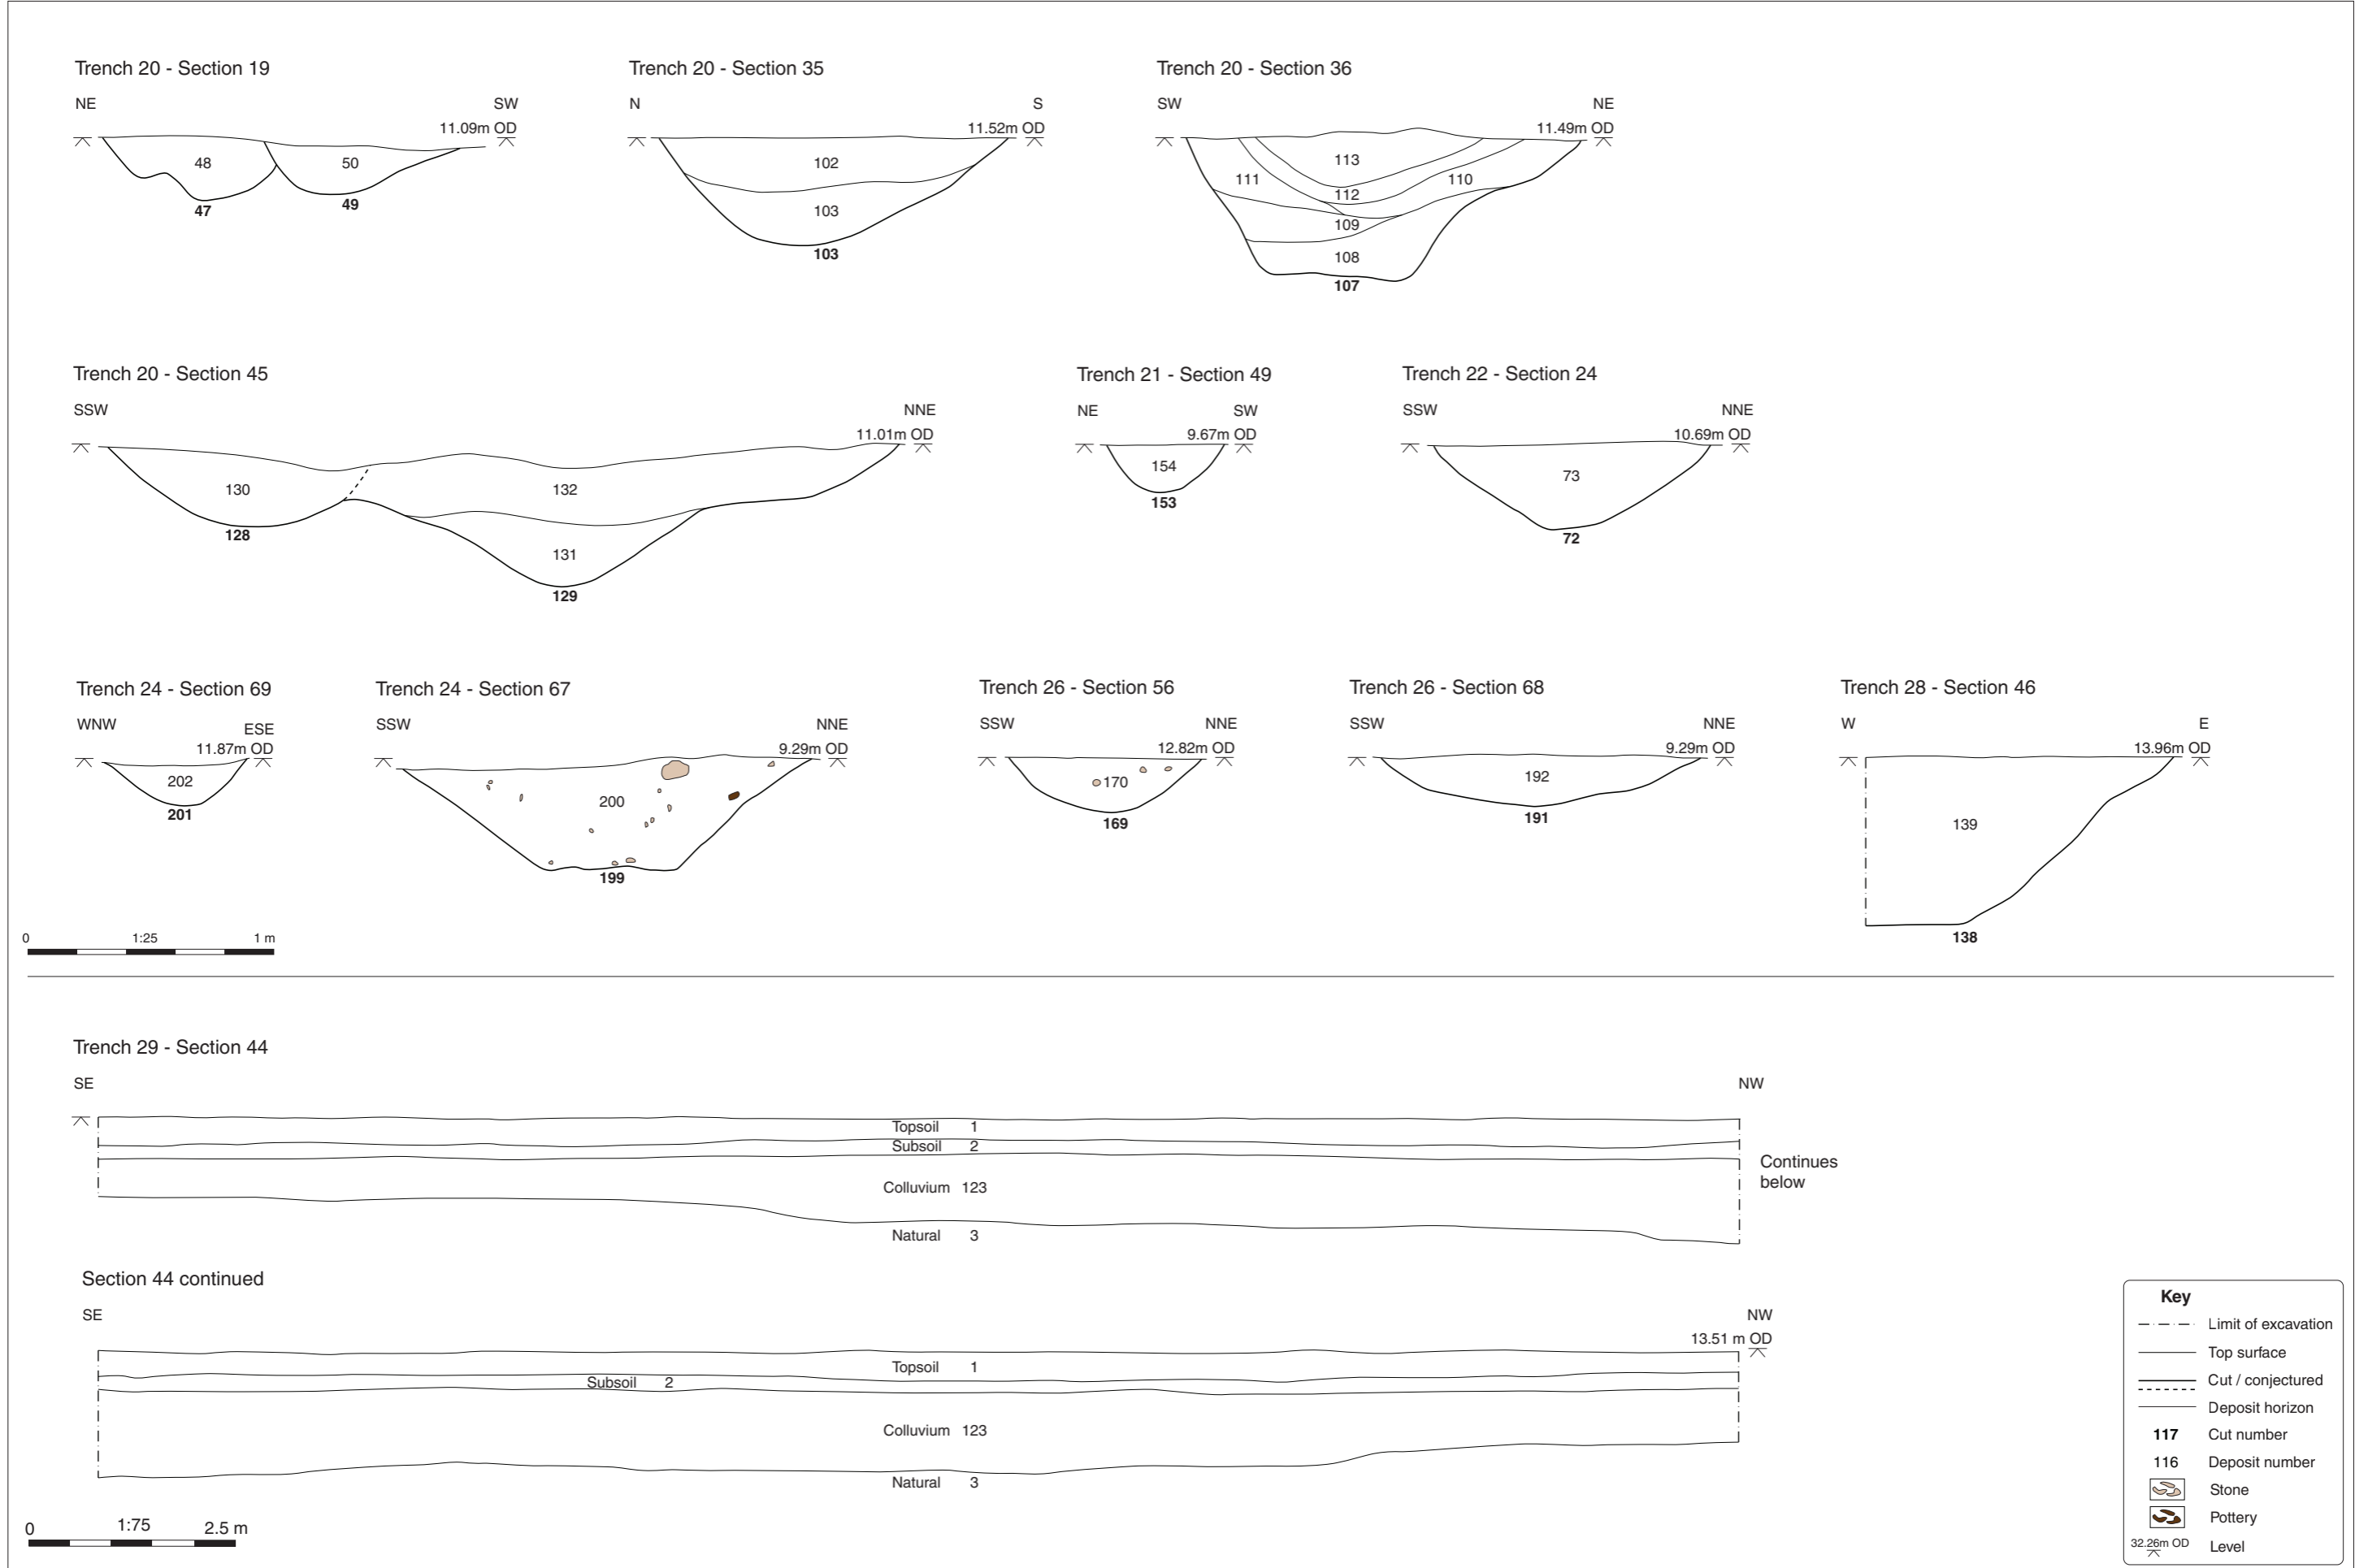 Trench 20 - Section 19
NE
SW
11.09m OD
48
50
47
49
Trench 20 - Section 35
N
S
11.52m OD
102
103
103
Trench 20 - Section 36
SW
NE
11.49m OD
113
111
110
112
109
108
107
Trench 20 - Section 45
SSW
NNE
11.01m OD
130
132
128
131
129
Trench 21 - Section 49
NE
SW
9.67m OD
154
153
Trench 22 - Section 24
SSW
NNE
10.69m OD
73
72
Trench 24 - Section 69
WNW
ESE
11.87m OD
202
201
Trench 24 - Section 67
SSW
NNE
9.29m OD
200
199
Trench 26 - Section 56
SSW
NNE
12.82m OD
170
169
Trench 26 - Section 68
SSW
NNE
9.29m OD
192
191
Trench 28 - Section 46
W
E
13.96m OD
139
138
0 1:25 1 m
Trench 29 - Section 44
SE
NW
Topsoil 1
Subsoil 2
Colluvium 123
Natural 3
Continues
below
Section 44 continued
SE
NW
13.51 m OD
Topsoil 1
Subsoil 2
Colluvium 123
Natural 3
0 1:75 2.5 m
Key
Limit of excavation
Top surface
Cut / conjectured
Deposit horizon
117 Cut number
116 Deposit number
Stone
Pottery
32.26m OD Level